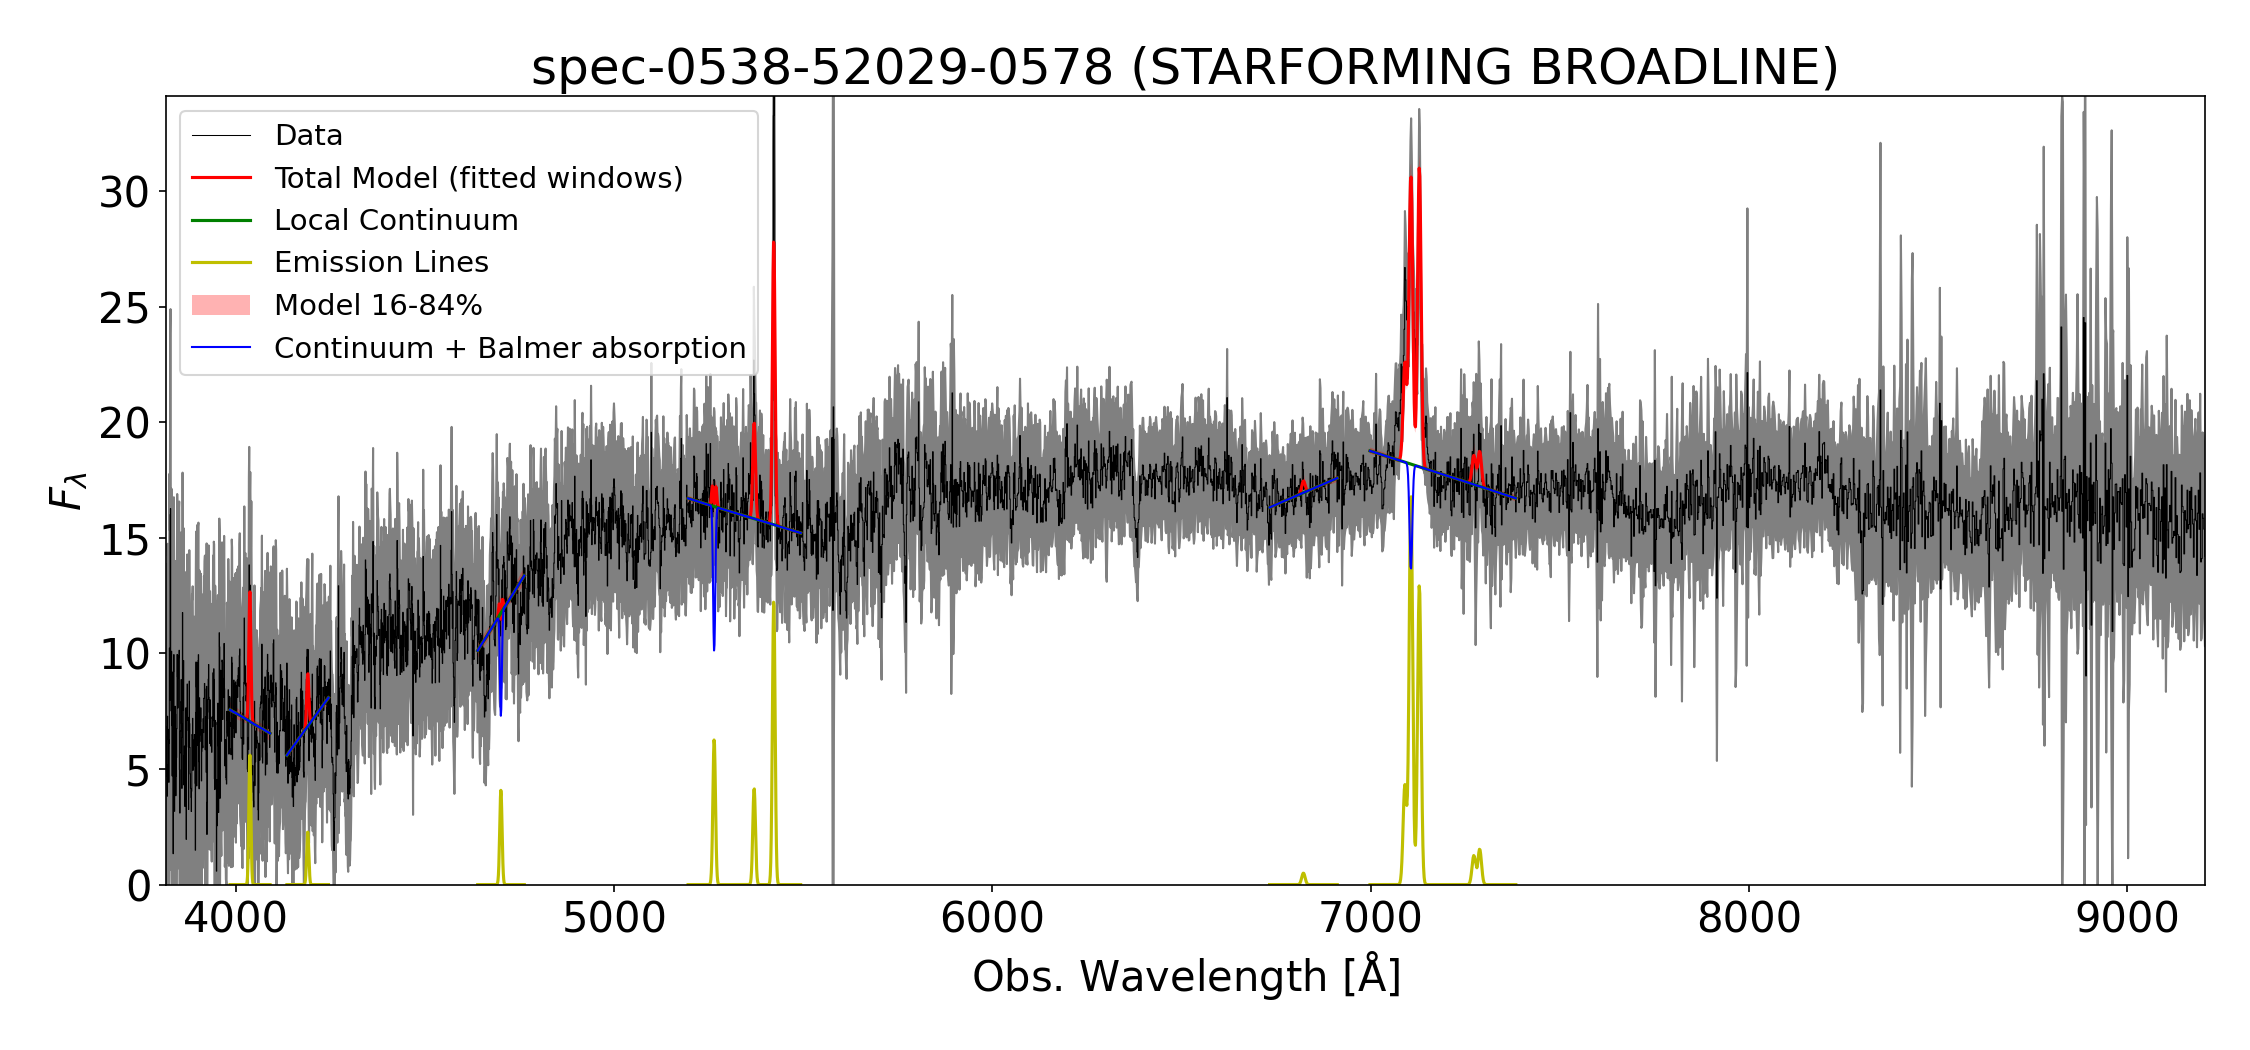 spec-0538-52029-0578 (STARFORMING BROADLINE)
Data
Total Model (fitted windows)
Local Continuum
Emission Lines
Model 16-84%
Continuum + Balmer absorption
30
25
20
15
10
5
0
Fλ
4000 5000 6000 7000 8000 9000
Obs. Wavelength [Å]